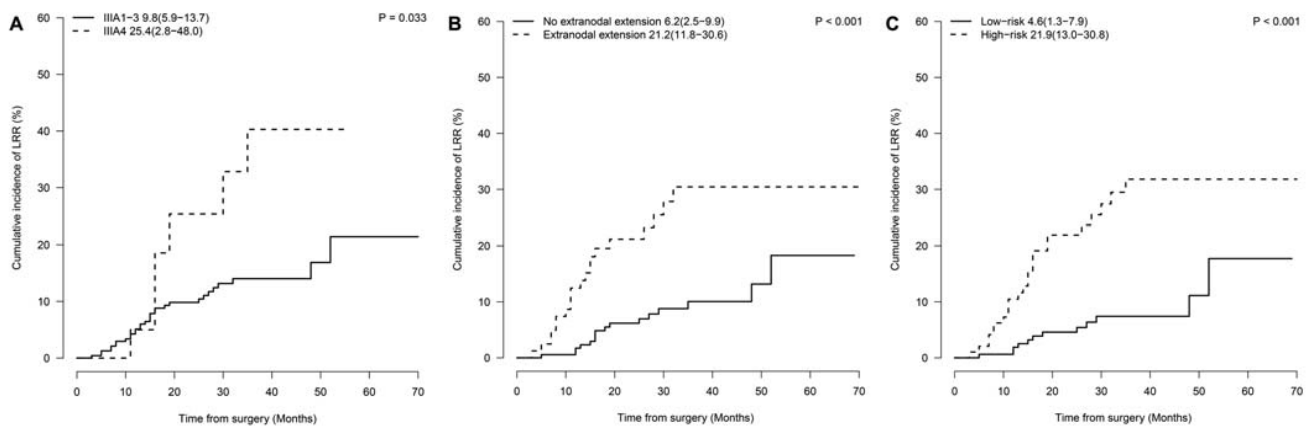 A
IIIA1−3 9.8(5.9−13.7)
IIIA4 25.4(2.8−48.0)
P = 0.033
Cumulative incidence of LRR (%)
60
50
40
30
20
10
0
0 10 20 30 40 50 60 70
Time from surgery (Months)
B
No extranodal extension 6.2(2.5−9.9)
Extranodal extension 21.2(11.8−30.6)
P < 0.001
Cumulative incidence of LRR (%)
60
50
40
30
20
10
0
0 10 20 30 40 50 60 70
Time from surgery (Months)
C
Low−risk 4.6(1.3−7.9)
High−risk 21.9(13.0−30.8)
P < 0.001
Cumulative incidence of LRR (%)
60
50
40
30
20
10
0
0 10 20 30 40 50 60 70
Time from surgery (Months)